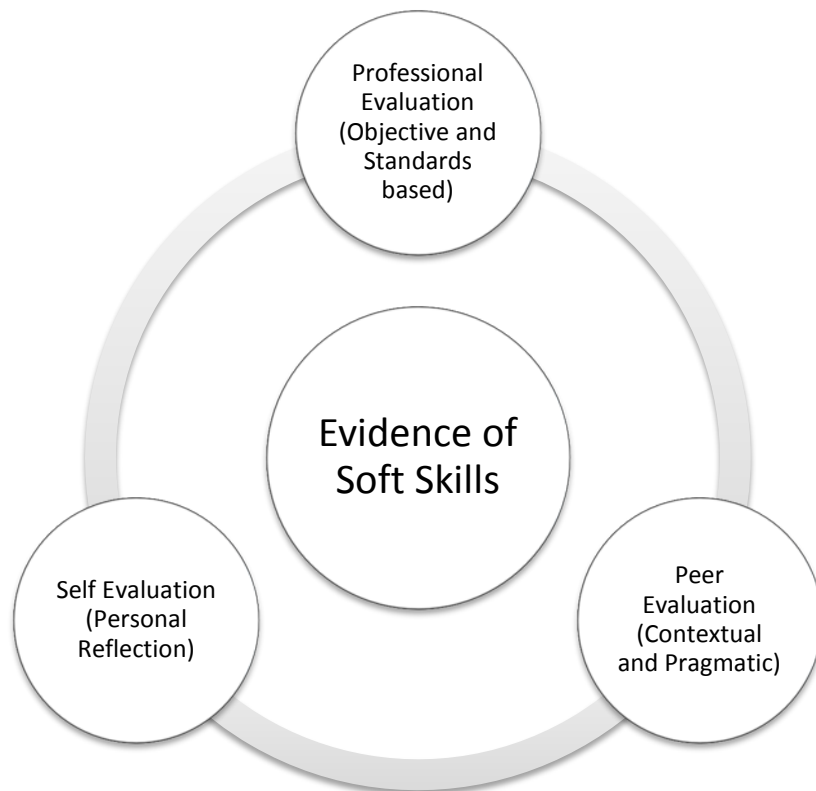 Professional
Evaluation
(Objective and
Standards
based)
Evidence of
Soft Skills
Self Evaluation
(Personal
Reflection)
Peer
Evaluation
(Contextual
and Pragmatic)